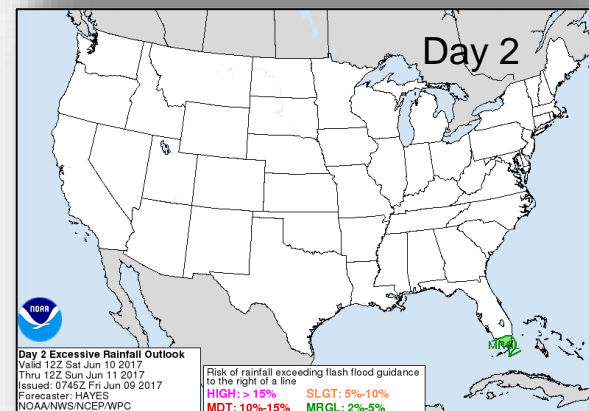 Day 2
NOAA
MRGL
Day 2 Excessive Rainfall Outlook
Valid 12Z Sat Jun 10 2017
Thru 12Z Sun Jun 11 2017
Issued: 0745Z Fri Jun 09 2017
Forecaster: HAYES
NOAA/NWS/NCEP/WPC
Risk of rainfall exceeding flash flood guidance
to the right of a line
HIGH: > 15% SLGT: 5%-10%
MDT: 10%-15% MRGL: 2%-5%